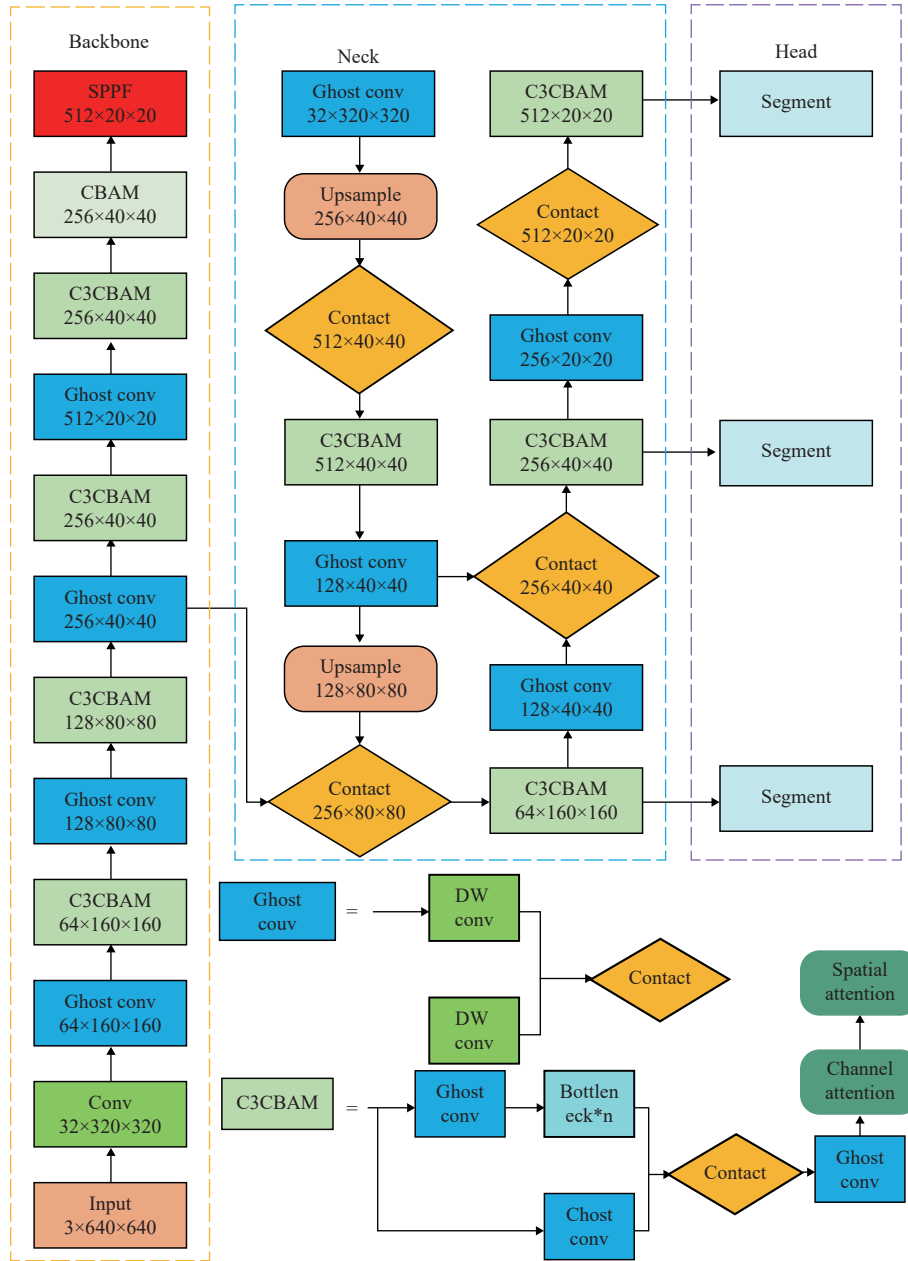 Backbone
SPPF
512×20×20
CBAM
256×40×40
C3CBAM
256×40×40
Ghost conv
512×20×20
C3CBAM
256×40×40
Ghost conv
256×40×40
C3CBAM
128×80×80
Ghost conv
128×80×80
C3CBAM
64×160×160
Ghost conv
64×160×160
Conv
32×320×320
Input
3×640×640
Neck
Ghost conv
32×320×320
Upsample
256×40×40
Contact
512×40×40
C3CBAM
512×40×40
Ghost conv
128×40×40
Upsample
128×80×80
Contact
256×80×80
C3CBAM
512×20×20
Contact
512×20×20
Ghost conv
256×20×20
C3CBAM
256×40×40
Contact
256×40×40
Ghost conv
128×40×40
C3CBAM
64×160×160
Head
Segment
Segment
Segment
Ghost
couv
=
DW
conv
DW
conv
Contact
C3CBAM
=
Ghost
conv
Bottlen
eck*n
Chost
conv
Contact
Ghost
conv
Channel
attention
Spatial
attention